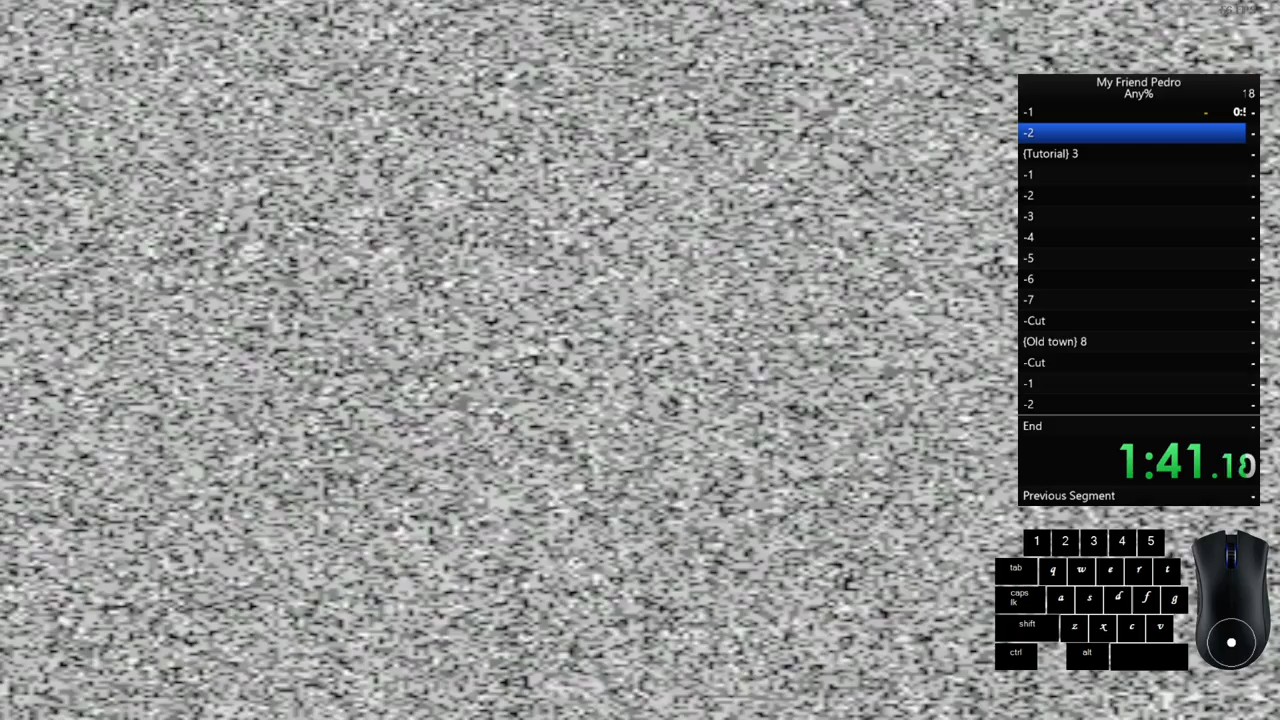 My Friend Pedro
Any%
18
-1 - 0:! -
-2 -
{Tutorial} 3 -
-1 -
-2 -
-3 -
-4 -
-5 -
-6 -
-7 -
-Cut -
{Old town} 8 -
-Cut -
-1 -
-2 -
End -
1:41.10
Previous Segment -
1 2 3 4 5
tab q w e r t
caps lk a s d f g
shift z x c v
ctrl alt